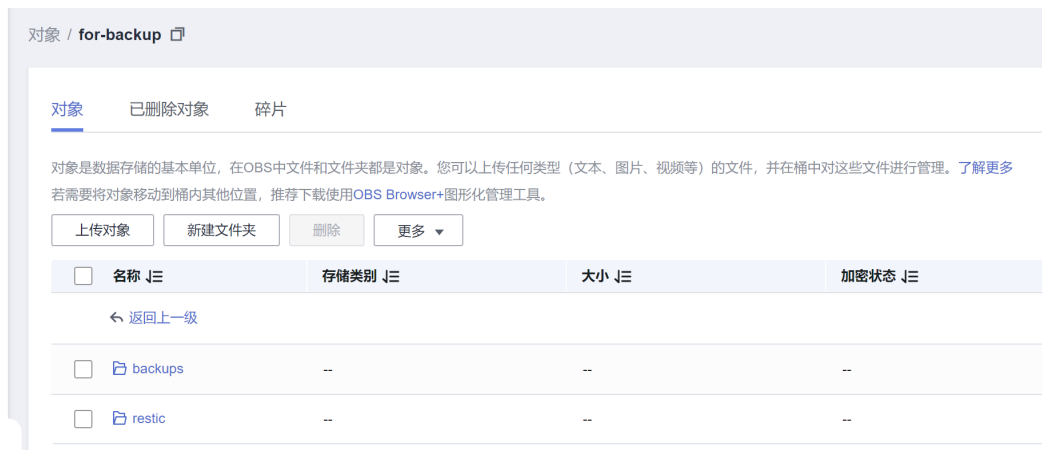 对象 / for-backup
对象 已删除对象 碎片
对象是数据存储的基本单位，在OBS中文件和文件夹都是对象。您可以上传任何类型（文本、图片、视频等）的文件，并在桶中对这些文件进行管理。了解更多
若需要将对象移动到桶内其他位置，推荐下载使用OBS Browser+图形化管理工具。
上传对象 新建文件夹 删除 更多
名称 存储类别 大小 加密状态
返回上一级
backups -- -- --
restic -- -- --